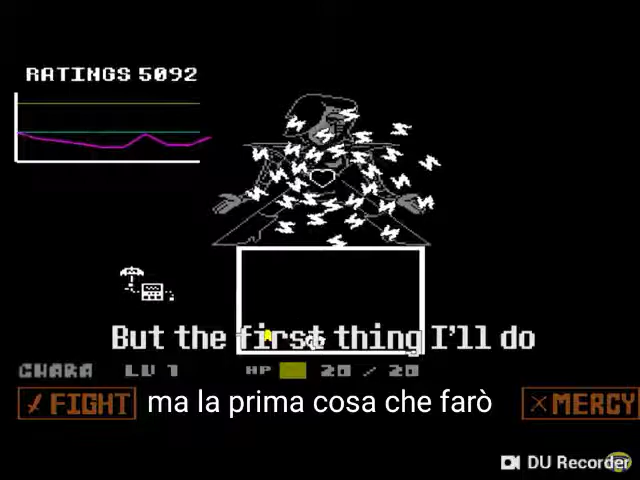 RATINGS 5092
But the first thing I'll do
CHARA LV 1 HP 20 / 20
FIGHT
ma la prima cosa che farò
MERCY
DU Recorder